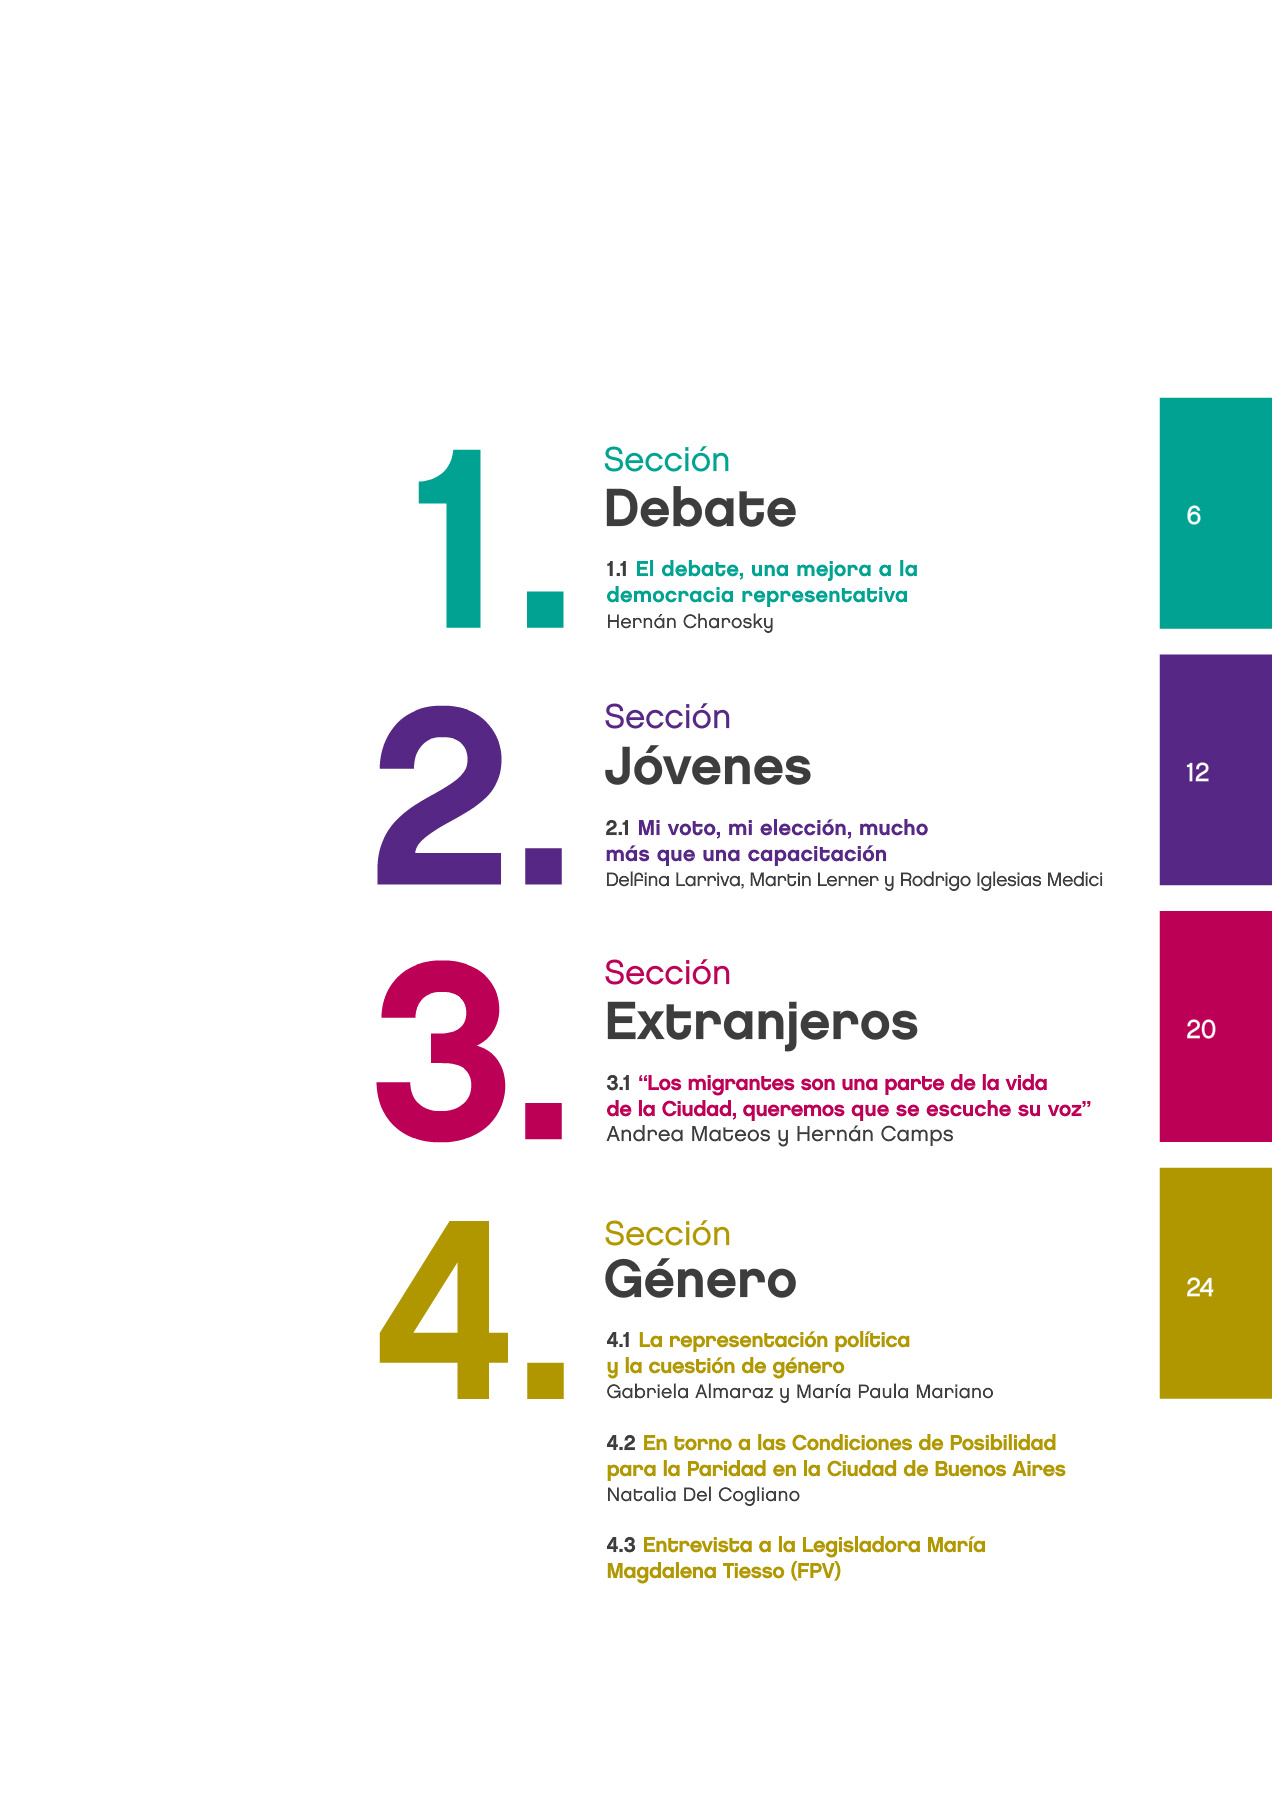 1.
Sección
Debate
1.1 El debate, una mejora a la
democracia representativa
Hernán Charosky
6
2.
Sección
Jóvenes
2.1 Mi voto, mi elección, mucho
más que una capacitación
Delfina Larriva, Martin Lerner y Rodrigo Iglesias Medici
12
3.
Sección
Extranjeros
3.1 “Los migrantes son una parte de la vida
de la Ciudad, queremos que se escuche su voz”
Andrea Mateos y Hernán Camps
20
4.
Sección
Género
4.1 La representación política
y la cuestión de género
Gabriela Almaraz y María Paula Mariano
24
4.2 En torno a las Condiciones de Posibilidad
para la Paridad en la Ciudad de Buenos Aires
Natalia Del Cogliano
4.3 Entrevista a la Legisladora María
Magdalena Tiesso (FPV)